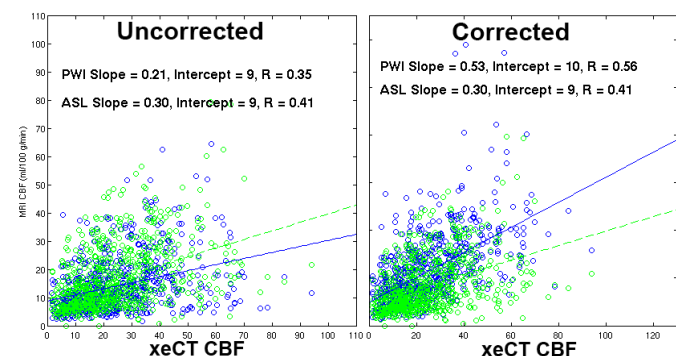 Uncorrected
PWI Slope = 0.21, Intercept = 9, R = 0.35
ASL Slope = 0.30, Intercept = 9, R = 0.41
MRI CBF (ml/100 g/min)
110
100
90
80
70
60
50
40
30
20
10
0
0 10 20 30 40 50 60 70 80 90 100 110
xeCT CBF
Corrected
PWI Slope = 0.53, Intercept = 10, R = 0.56
ASL Slope = 0.30, Intercept = 9, R = 0.41
0 20 40 60 80 100 120
xeCT CBF